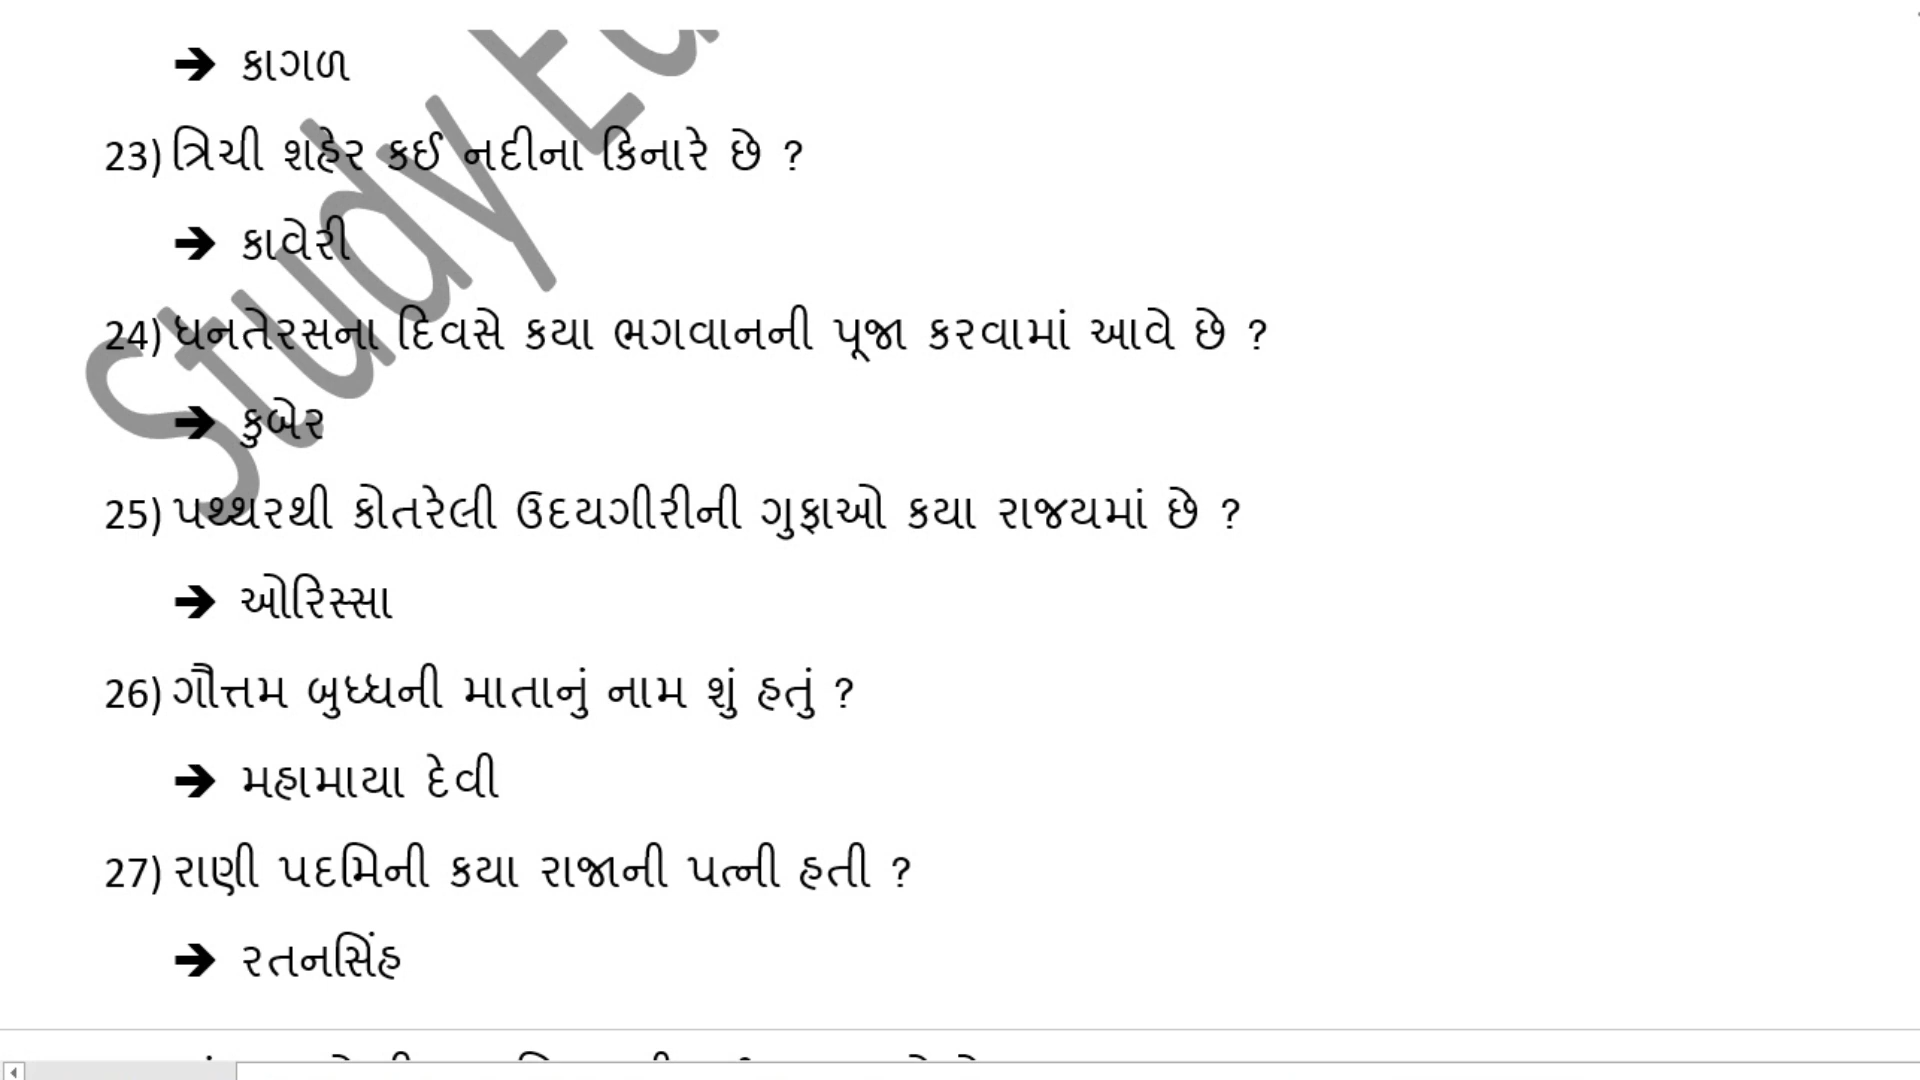 ➔ કાગળ
23) ત્રિચી શહેર કઈ નદીના કિનારે છે ?
➔ કાવેરી
24) ધનતેરસના દિવસે કયા ભગવાનની પૂજા કરવામાં આવે છે ?
➔ કુબેર
25) પથ્થરથી કોતરેલી ઉદયગીરીની ગુફાઓ કયા રાજયમાં છે ?
➔ ઓરિસ્સા
26) ગૌત્તમ બુધ્ધની માતાનું નામ શું હતું ?
➔ મહામાયા દેવી
27) રાણી પદમિની કયા રાજાની પત્ની હતી ?
➔ રતનસિંહ
Study